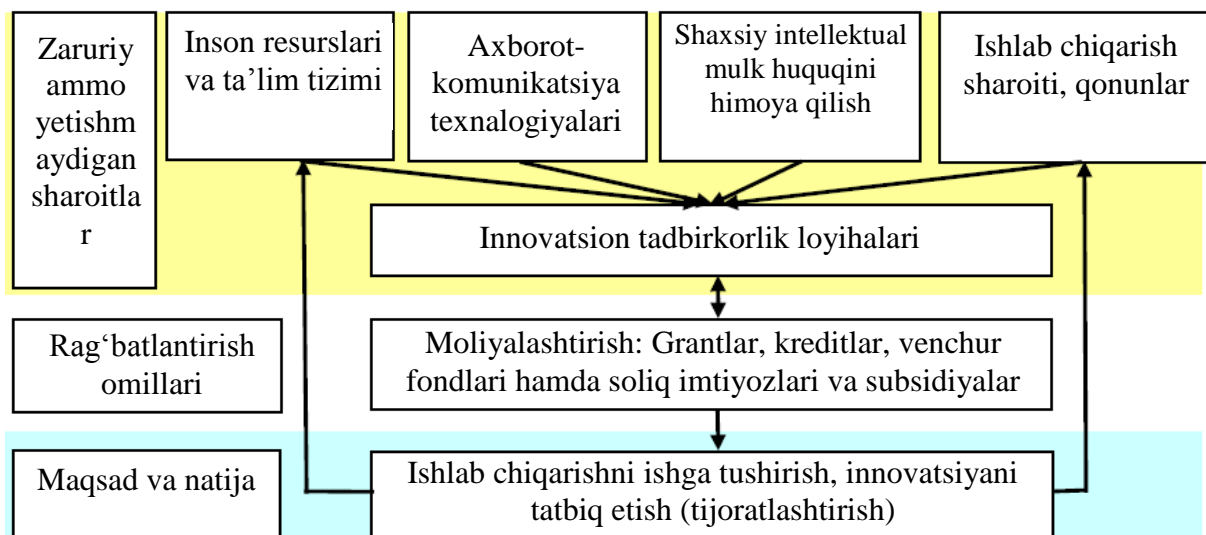 Zaruriy
ammo
yetishm
aydigan
sharoitla
r
Inson resurslari
va ta’lim tizimi
Axborot-
komunikatsiya
texnalogiyalari
Shaxsiy intellektual
mulk huquqini
himoya qilish
Ishlab chiqarish
sharoiti, qonunlar
Innovatsion tadbirkorlik loyihalari
Rag‘batlantirish
omillari
Moliyalashtirish: Grantlar, kreditlar, venchur
fondlari hamda soliq imtiyozlari va subsidiyalar
Maqsad va natija
Ishlab chiqarishni ishga tushirish, innovatsiyani
tatbiq etish (tijoratlashtirish)